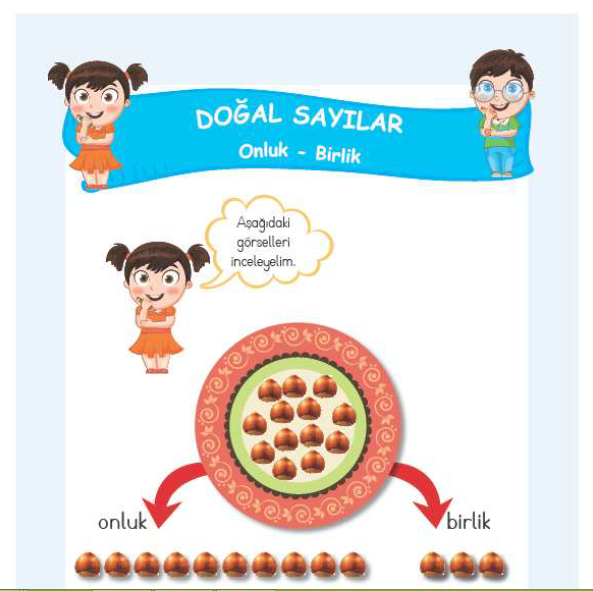 DOĞAL SAYILAR
Onluk - Birlik
Aşağıdaki
görselleri
inceleyelim.
onluk
birlik